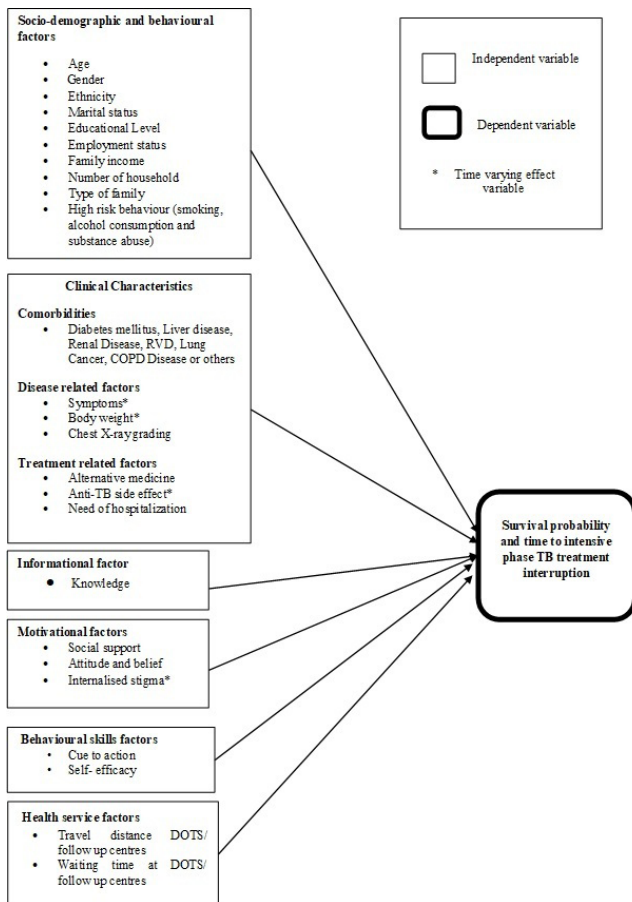 Socio-demographic and behavioural
factors
• Age
• Gender
• Ethnicity
• Marital status
• Educational Level
• Employment status
• Family income
• Number of household
• Type of family
• High risk behaviour (smoking,
alcohol consumption and
substance abuse)
Clinical Characteristics
Comorbidities
• Diabetes mellitus, Liver disease,
Renal Disease, RVD, Lung
Cancer, COPD Disease or others
Disease related factors
• Symptoms*
• Body weight*
• Chest X-ray grading
Treatment related factors
• Alternative medicine
• Anti-TB side effect*
• Need of hospitalization
Informational factor
• Knowledge
Motivational factors
• Social support
• Attitude and belief
• Internalised stigma*
Behavioural skills factors
• Cue to action
• Self- efficacy
Health service factors
• Travel distance DOTS/
follow up centres
• Waiting time at DOTS/
follow up centres
Independent variable
Dependent variable
* Time varying effect
variable
Survival probability
and time to intensive
phase TB treatment
interruption